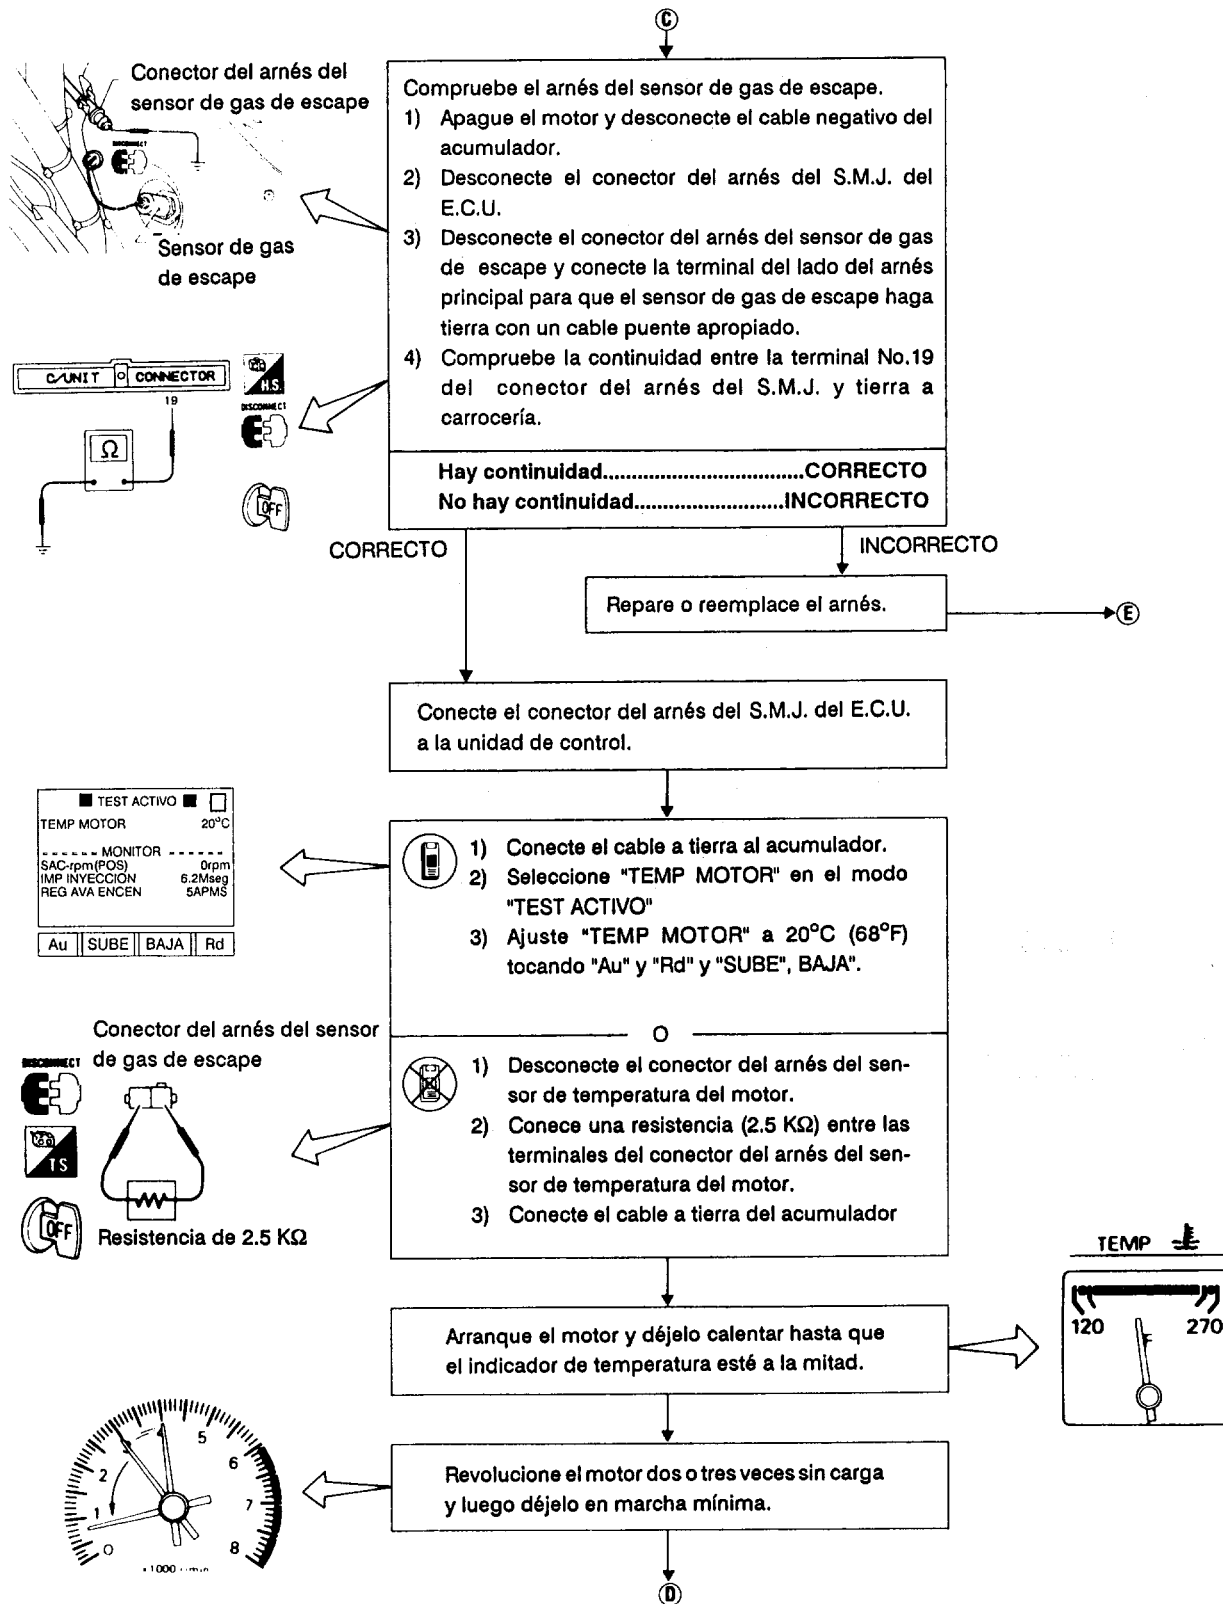 C
Conector del arnés del
sensor de gas de escape
DISCONNECT
Sensor de gas
de escape
Compruebe el arnés del sensor de gas de escape.
1) Apague el motor y desconecte el cable negativo del
acumulador.
2) Desconecte el conector del arnés del S.M.J. del
E.C.U.
3) Desconecte el conector del arnés del sensor de gas
de escape y conecte la terminal del lado del arnés
principal para que el sensor de gas de escape haga
tierra con un cable puente apropiado.
4) Compruebe la continuidad entre la terminal No.19
del conector del arnés del S.M.J. y tierra a
carrocería.
Hay continuidad...................................CORRECTO
No hay continuidad..........................INCORRECTO
C/UNIT CONNECTOR
19
H.S.
DISCONNECT
Ω
OFF
CORRECTO
INCORRECTO
Repare o reemplace el arnés.
E
Conecte el conector del arnés del S.M.J. del E.C.U.
a la unidad de control.
TEST ACTIVO
TEMP MOTOR 20°C
------ MONITOR ------
SAC-rpm(POS) 0rpm
IMP INYECCION 6.2Mseg
REG AVA ENCEN 5APMS
Au SUBE BAJA Rd
1) Conecte el cable a tierra al acumulador.
2) Seleccione "TEMP MOTOR" en el modo
"TEST ACTIVO"
3) Ajuste "TEMP MOTOR" a 20°C (68°F)
tocando "Au" y "Rd" y "SUBE", BAJA".
O
Conector del arnés del sensor
de gas de escape
DISCONNECT
TS
OFF
Resistencia de 2.5 KΩ
1) Desconecte el conector del arnés del sen-
sor de temperatura del motor.
2) Conece una resistencia (2.5 KΩ) entre las
terminales del conector del arnés del sen-
sor de temperatura del motor.
3) Conecte el cable a tierra del acumulador
Arranque el motor y déjelo calentar hasta que
el indicador de temperatura esté a la mitad.
TEMP
120 270
Revolucione el motor dos o tres veces sin carga
y luego déjelo en marcha mínima.
0
1
2
5
6
7
8
D